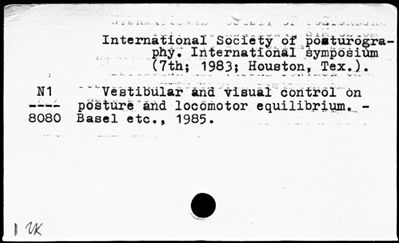 International Society of posturogra-
phy. International symposium
(7th; 1983; Houston, Tex.).
N1 Vestibular and visual control on
---- posture and locomotor equilibrium. -
8080 Basel etc., 1985.